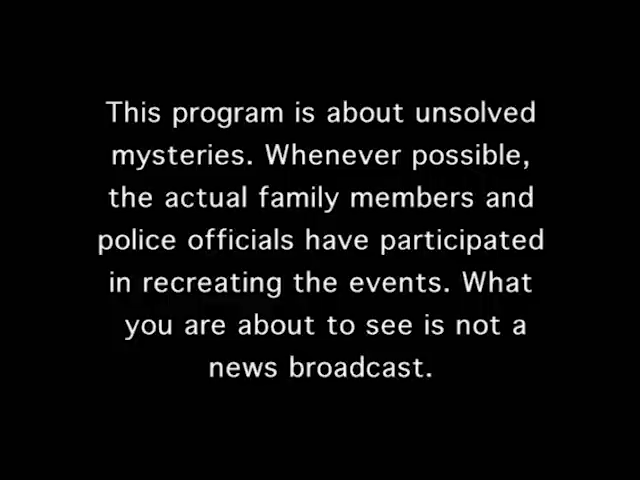 This program is about unsolved
mysteries. Whenever possible,
the actual family members and
police officials have participated
in recreating the events. What
you are about to see is not a
news broadcast.